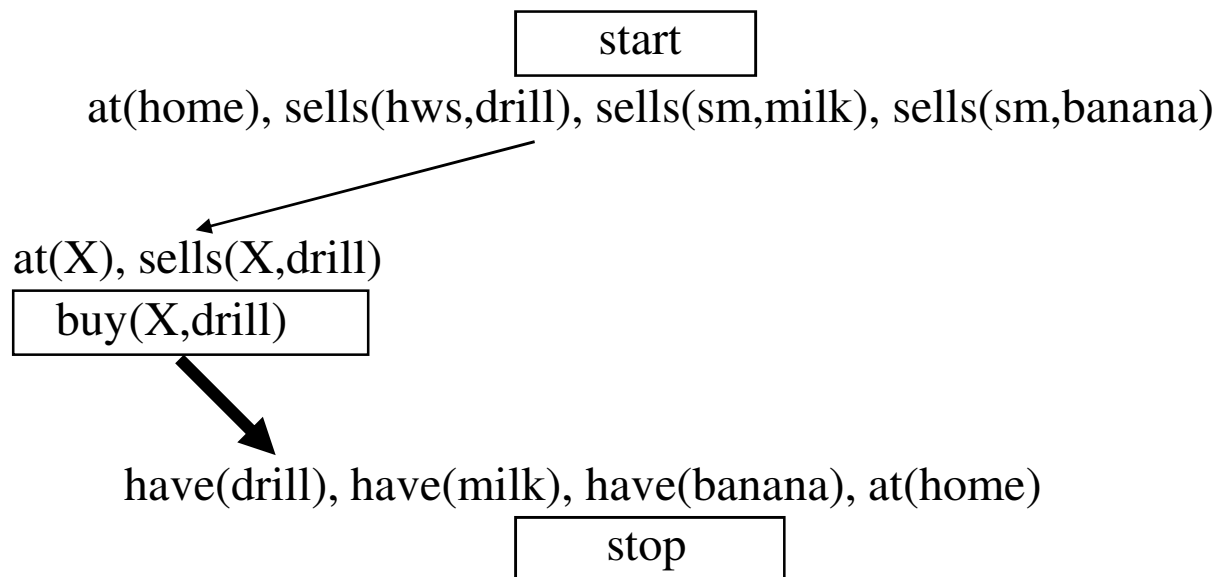 start
at(home), sells(hws,drill), sells(sm,milk), sells(sm,banana)
at(X), sells(X,drill)
buy(X,drill)
have(drill), have(milk), have(banana), at(home)
stop